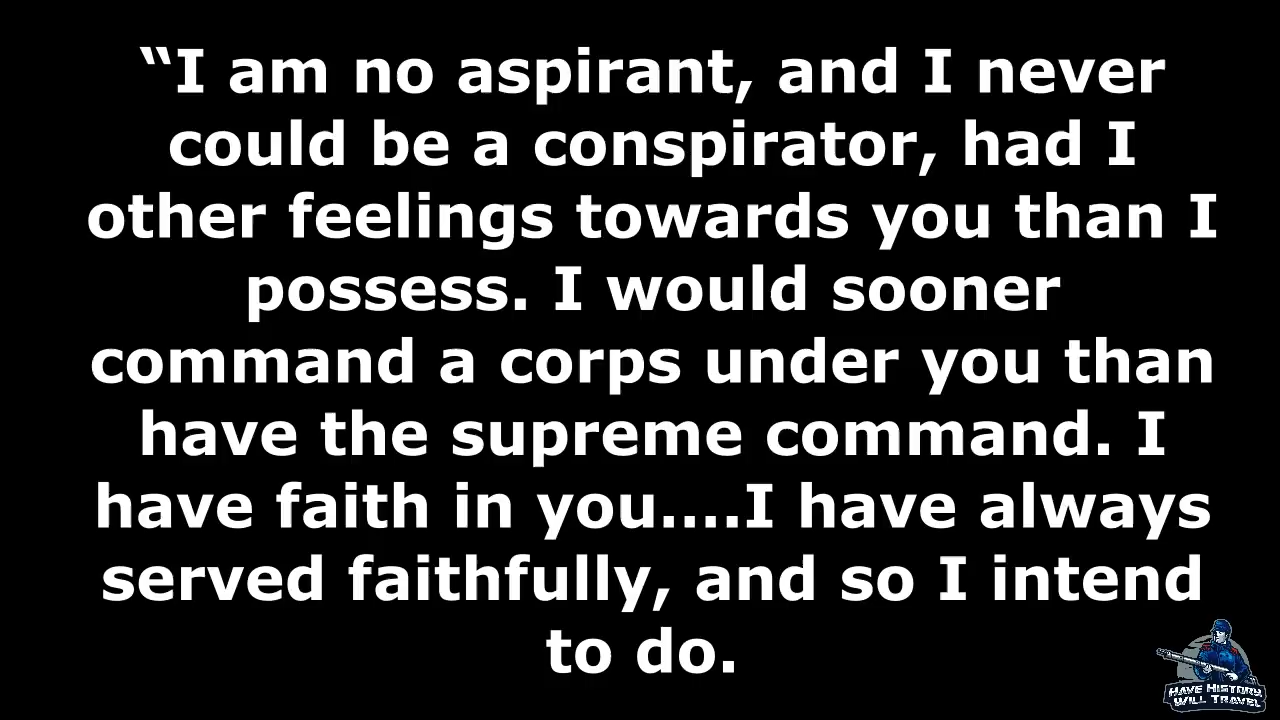 “I am no aspirant, and I never
could be a conspirator, had I
other feelings towards you than I
possess. I would sooner
command a corps under you than
have the supreme command. I
have faith in you....I have always
served faithfully, and so I intend
to do.
HAVE HISTORY
WILL TRAVEL